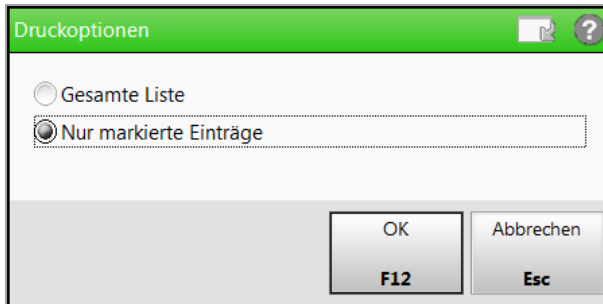 Druckoptionen
?
Gesamte Liste
Nur markierte Einträge
OK
F12
Abbrechen
Esc